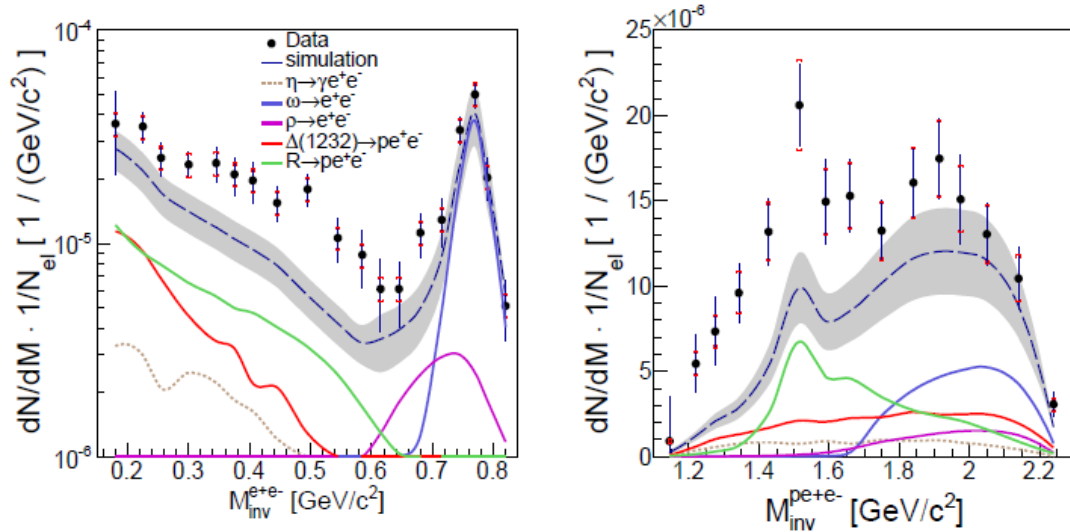 10⁻⁴
10⁻⁵
10⁻⁶
dN/dM · 1/N_el [ 1 / (GeV/c²) ]
Data
simulation
η→γe⁺e⁻
ω→e⁺e⁻
ρ→e⁺e⁻
Δ(1232)→pe⁺e⁻
R→pe⁺e⁻
0.2 0.3 0.4 0.5 0.6 0.7 0.8
M_inv^e+e- [GeV/c²]
×10⁻⁶
25
20
15
10
5
0
dN/dM · 1/N_el [ 1 / (GeV/c²) ]
1.2 1.4 1.6 1.8 2 2.2
M_inv^pe+e- [GeV/c²]